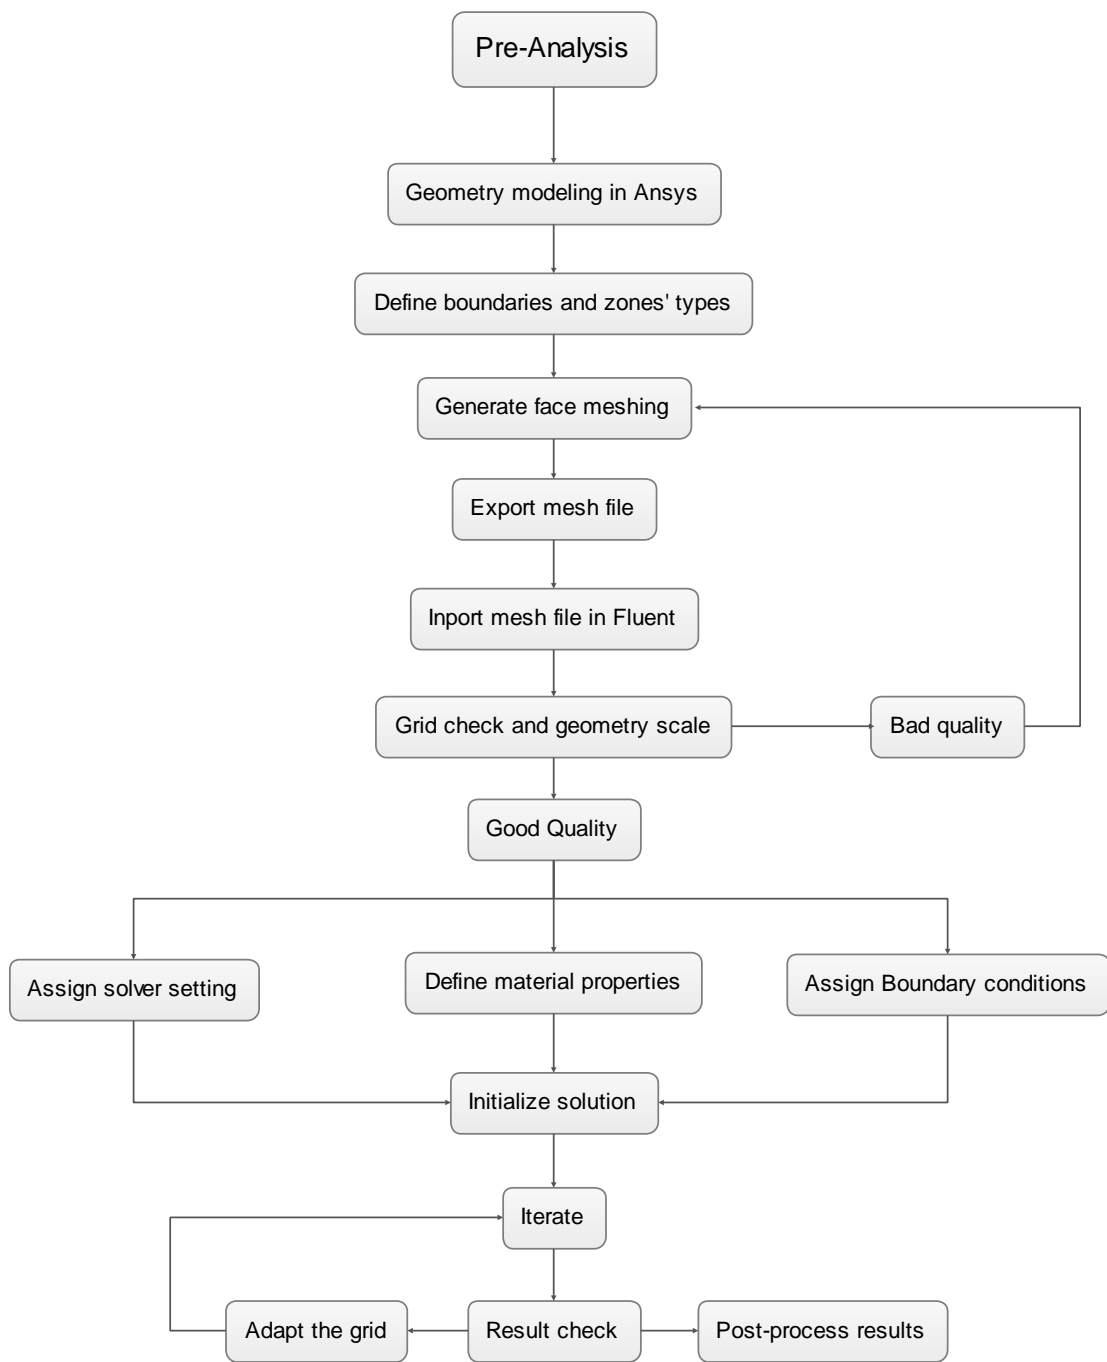 Pre-Analysis
Geometry modeling in Ansys
Define boundaries and zones' types
Generate face meshing
Export mesh file
Inport mesh file in Fluent
Grid check and geometry scale
Bad quality
Good Quality
Assign solver setting
Define material properties
Assign Boundary conditions
Initialize solution
Iterate
Adapt the grid
Result check
Post-process results